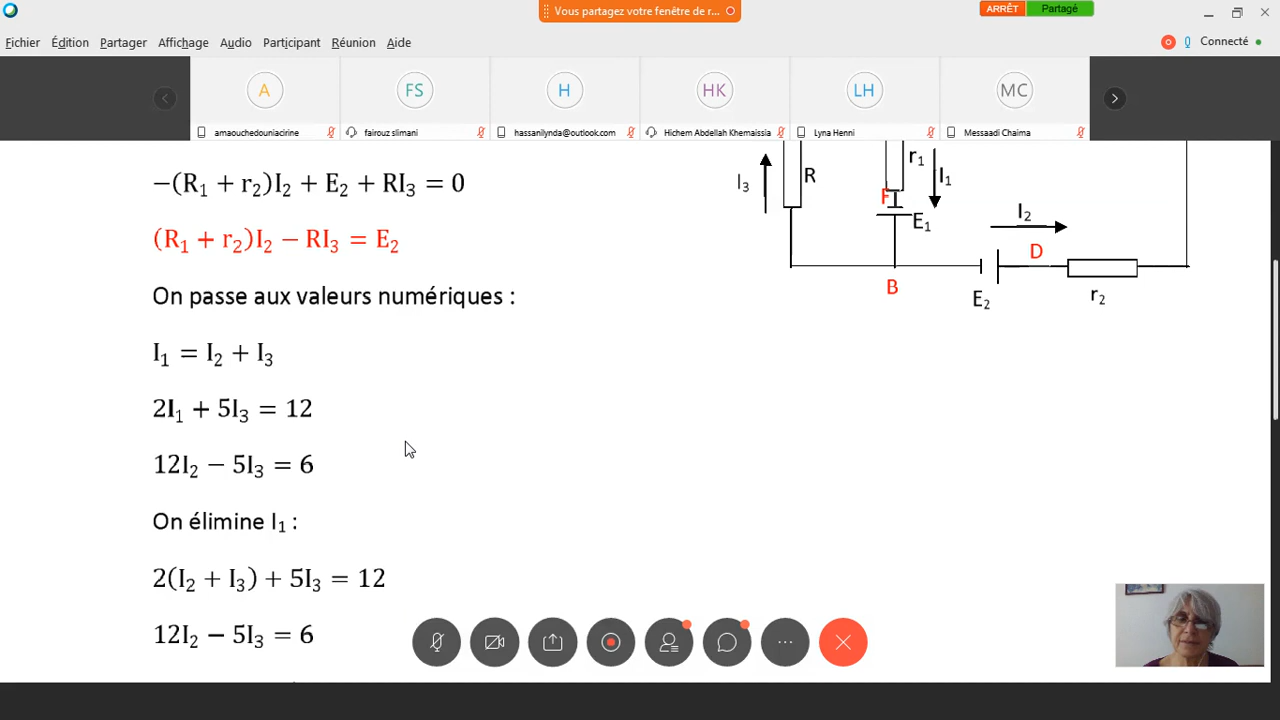 Vous partagez votre fenêtre de r...
ARRÊT
Partagé
Fichier Édition Partager Affichage Audio Participant Réunion Aide
Connecté
A
FS
H
HK
LH
MC
amaouchedouniacirine
fairouz slimani
hassanilynda@outlook.com
Hichem Abdellah Khemaissia
Lyna Henni
Messaadi Chaima
−(R₁ + r₂)I₂ + E₂ + RI₃ = 0
(R₁ + r₂)I₂ − RI₃ = E₂
On passe aux valeurs numériques :
I₁ = I₂ + I₃
2I₁ + 5I₃ = 12
12I₂ − 5I₃ = 6
On élimine I₁ :
2(I₂ + I₃) + 5I₃ = 12
12I₂ − 5I₃ = 6
I₃
R
r₁
I₁
F
E₁
I₂
D
B
E₂
r₂